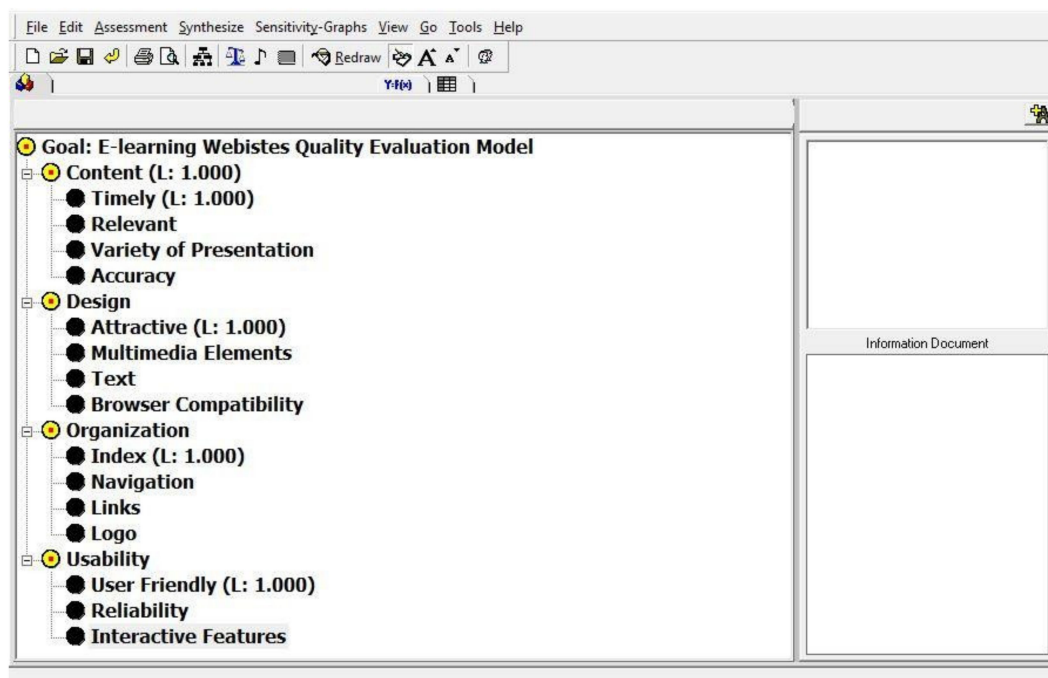 File Edit Assessment Synthesize Sensitivity-Graphs View Go Tools Help
Redraw A A
Y=F(x)
Goal: E-learning Webistes Quality Evaluation Model
Content (L: 1.000)
Timely (L: 1.000)
Relevant
Variety of Presentation
Accuracy
Design
Attractive (L: 1.000)
Multimedia Elements
Text
Browser Compatibility
Organization
Index (L: 1.000)
Navigation
Links
Logo
Usability
User Friendly (L: 1.000)
Reliability
Interactive Features
Information Document